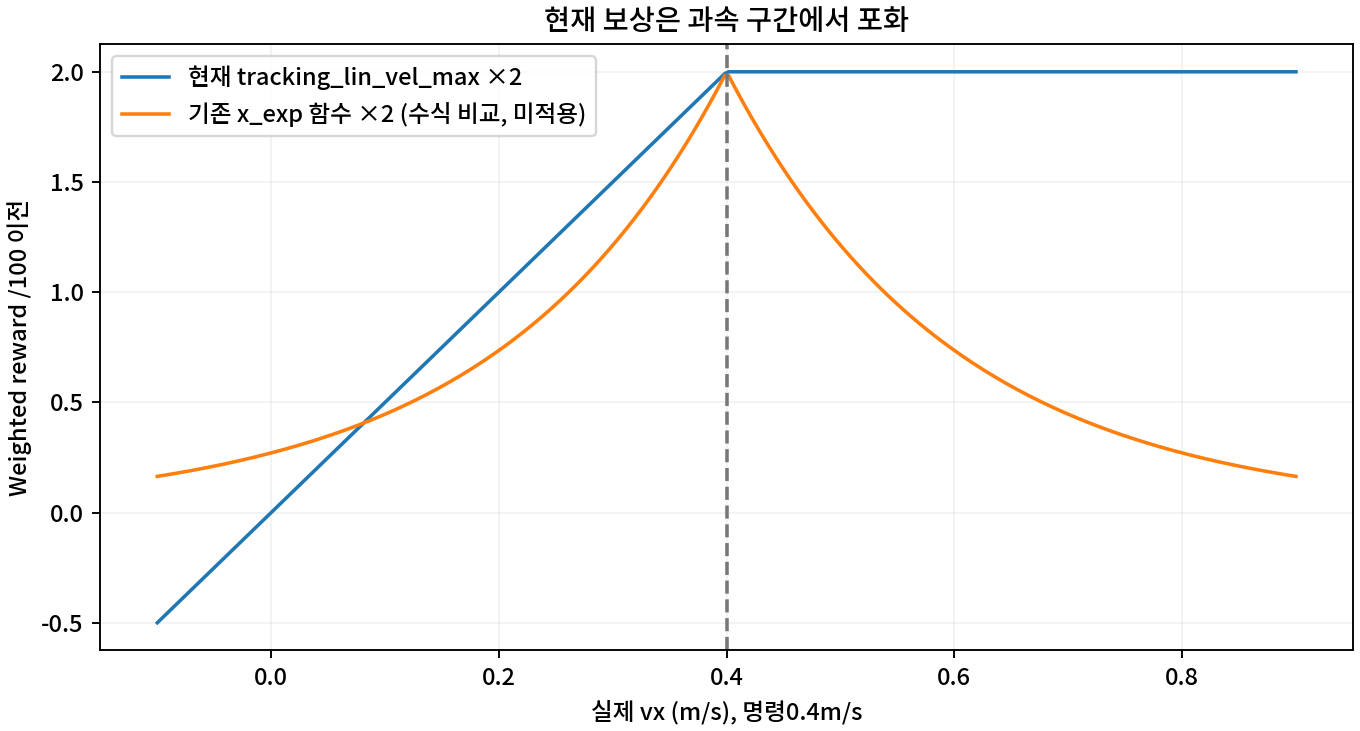 현재 보상은 과속 구간에서 포화
현재 tracking_lin_vel_max ×2
기존 x_exp 함수 ×2 (수식 비교, 미적용)
Weighted reward /100 이전
2.0
1.5
1.0
0.5
0.0
-0.5
0.0 0.2 0.4 0.6 0.8
실제 vx (m/s), 명령0.4m/s